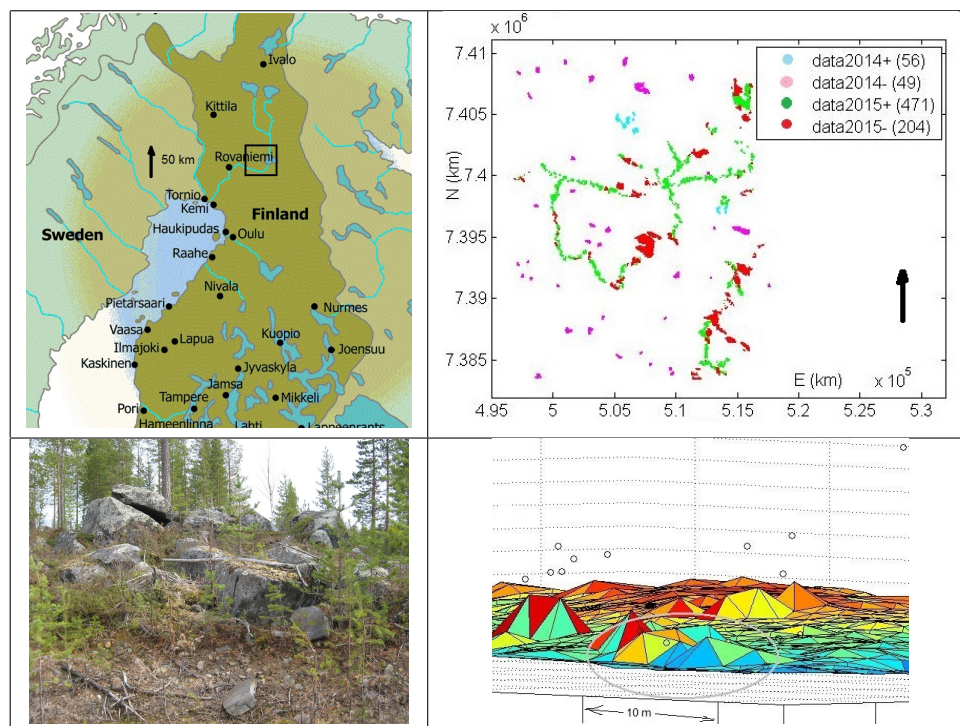 Ivalo
Kittila
50 km
Rovaniemi
Tornio
Kemi
Finland
Haukipudas
Sweden
Oulu
Raahe
Nivala
Pietarsaari
Nurmes
Vaasa
Lapua
Kuopio
Ilmajoki
Joensuu
Kaskinen
Jyvaskyla
Jamsa
Tampere
Mikkeli
Pori
Hameenlinna
Lahti
Lappeenranta
x 10^6
7.41
7.405
7.4
7.395
7.39
7.385
N (km)
data2014+ (56)
data2014- (49)
data2015+ (471)
data2015- (204)
E (km) x 10^5
4.95 5 5.05 5.1 5.15 5.2 5.25 5.3
10 m